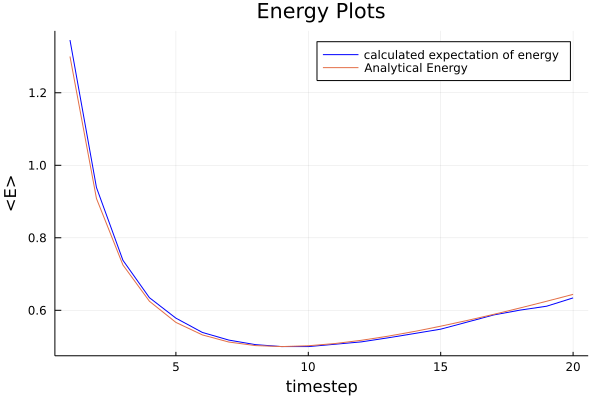 Energy Plots
calculated expectation of energy
Analytical Energy
<E>
1.2
1.0
0.8
0.6
5
10
15
20
timestep